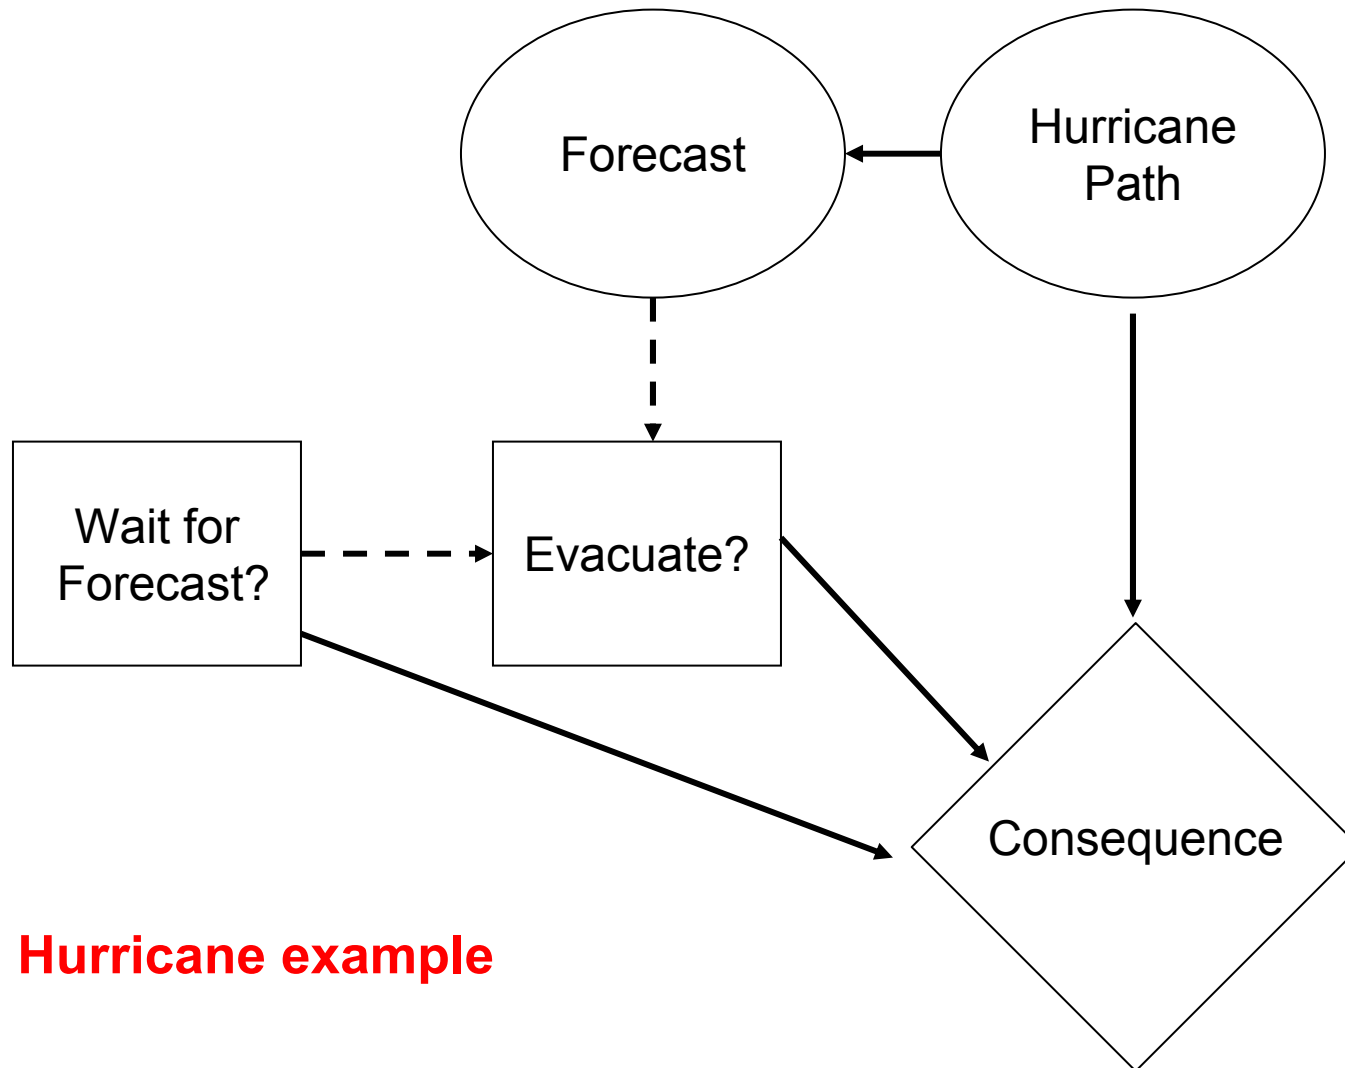 Forecast
Hurricane
Path
Wait for
Forecast?
Evacuate?
Consequence
Hurricane example